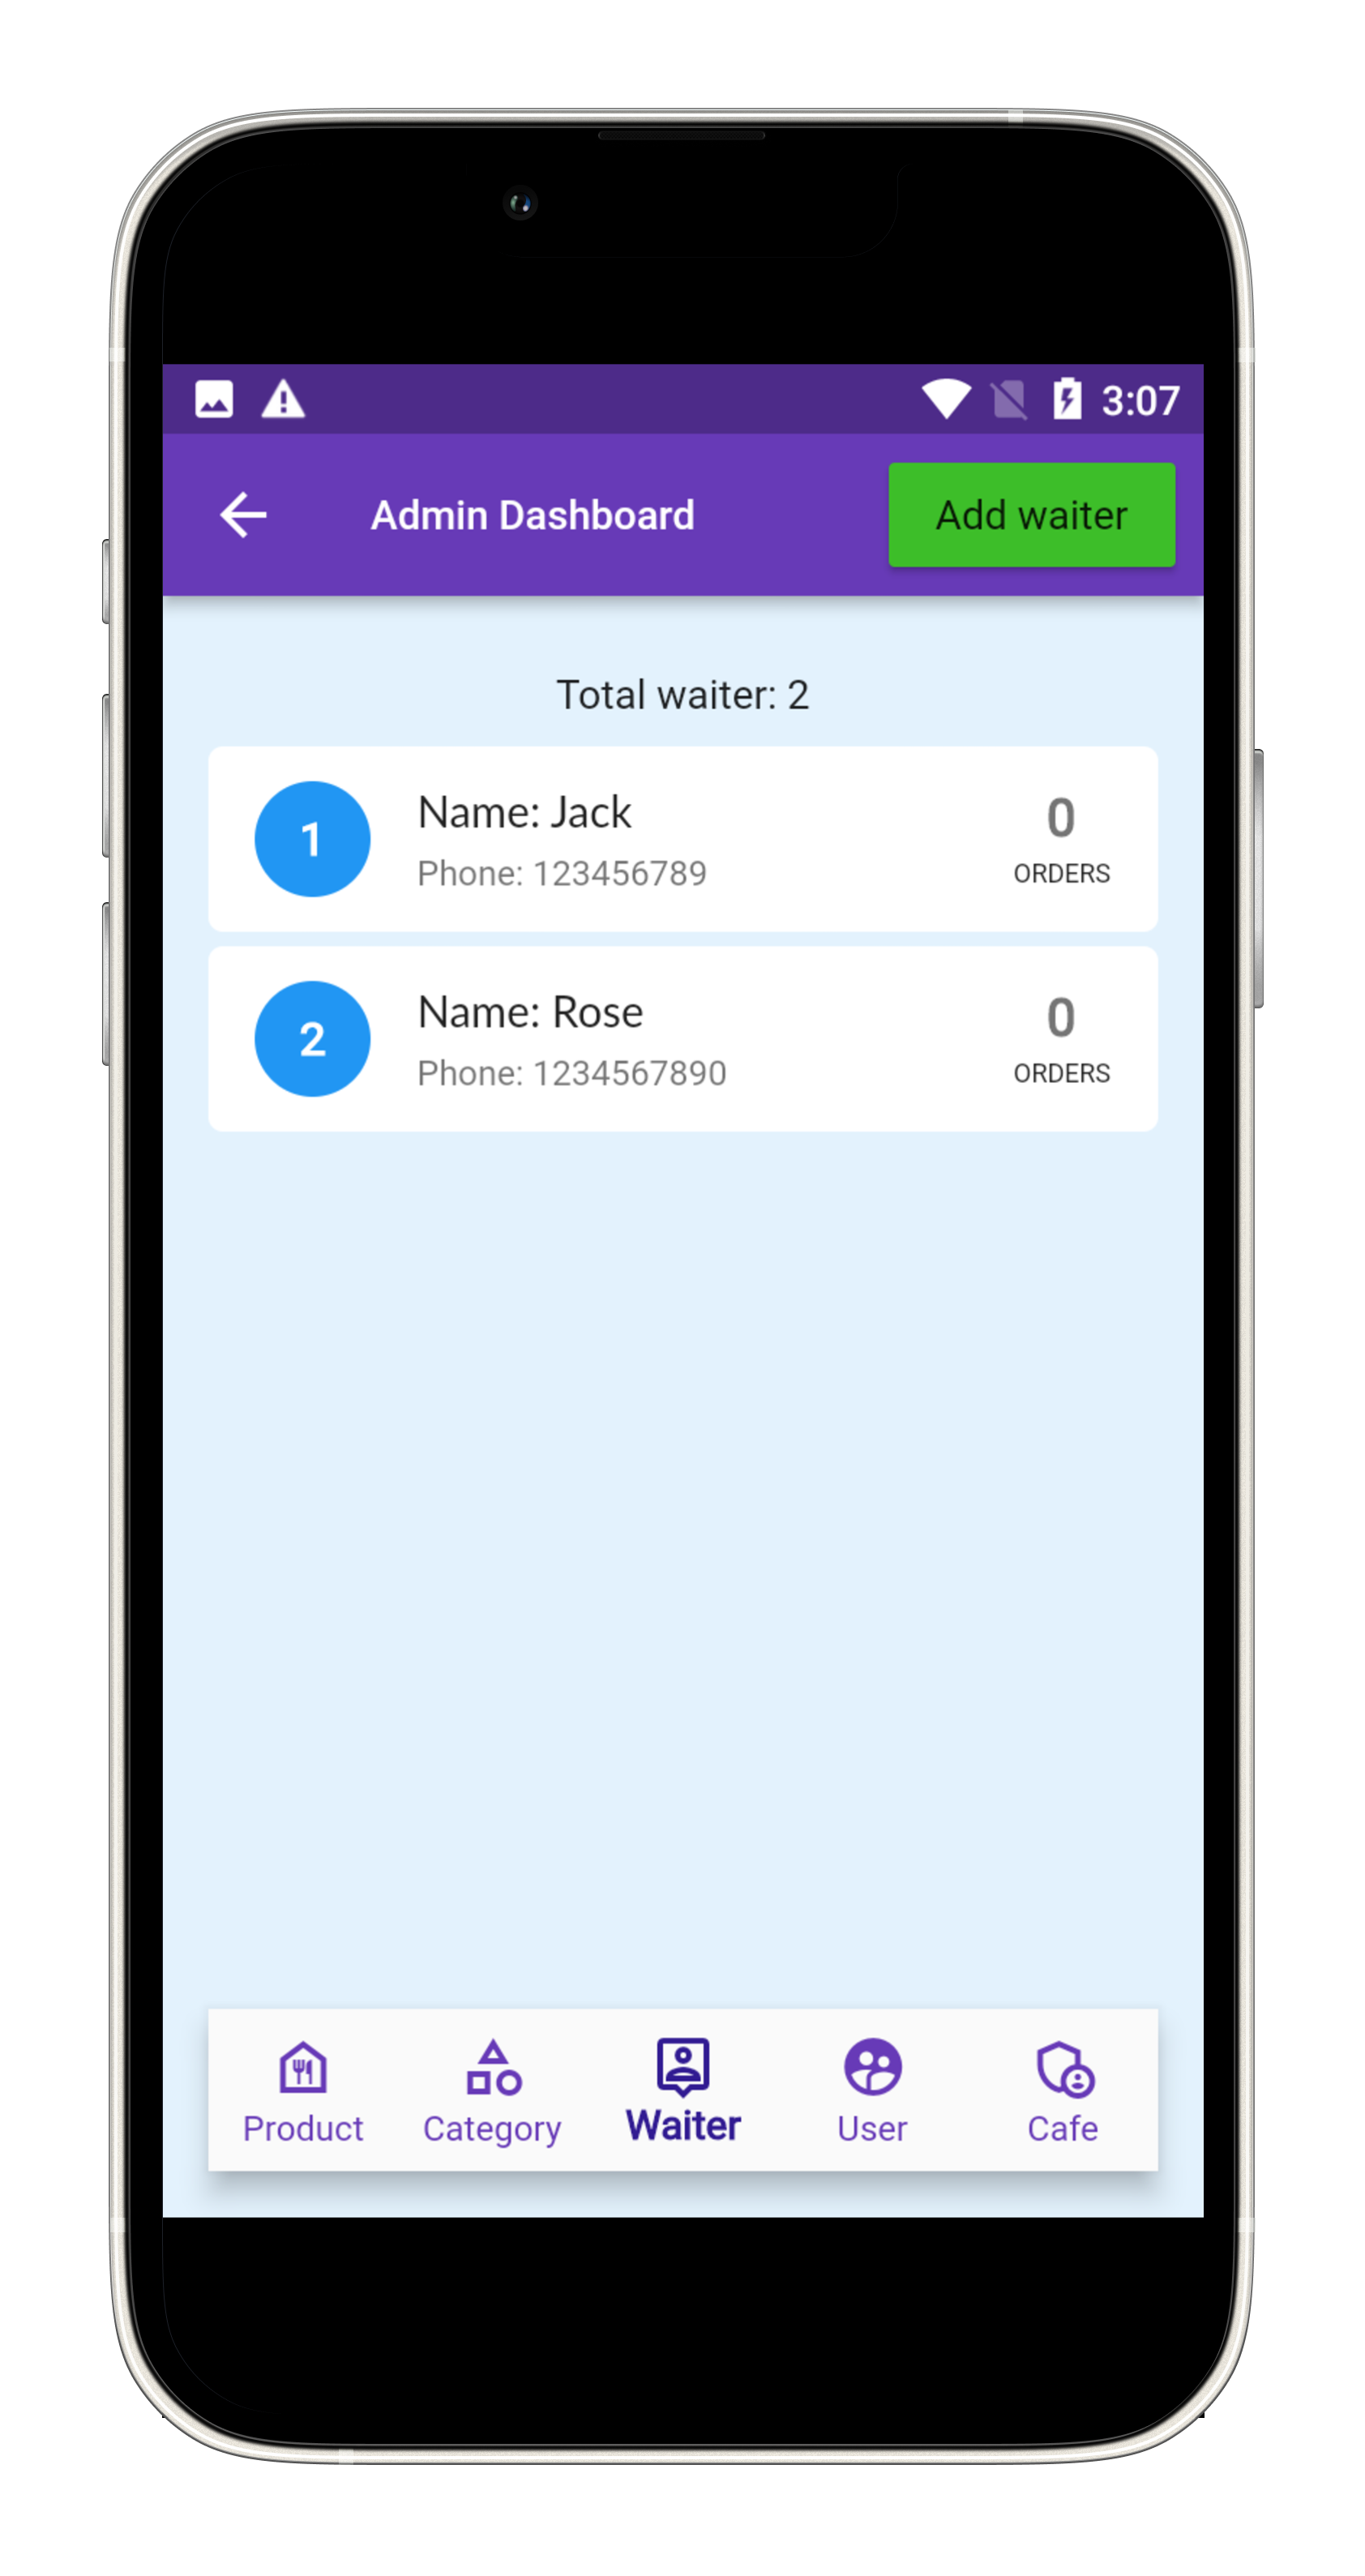 3:07
Admin Dashboard
Add waiter
Total waiter: 2
1
Name: Jack
Phone: 123456789
0
ORDERS
2
Name: Rose
Phone: 1234567890
0
ORDERS
Product
Category
Waiter
User
Cafe